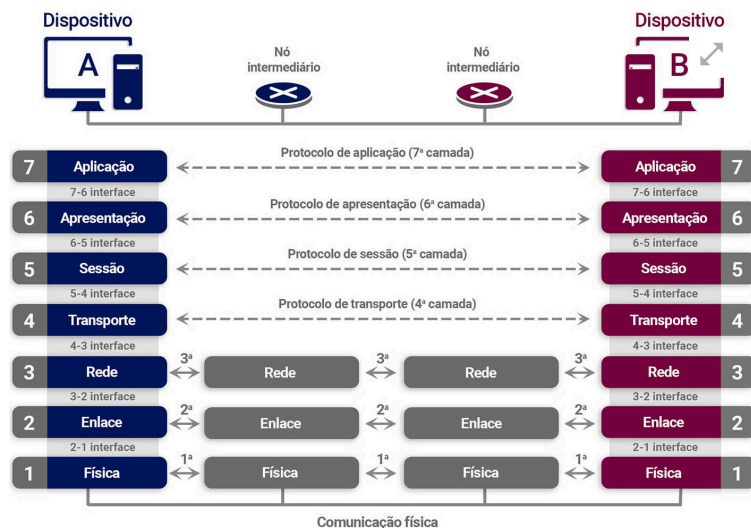 Dispositivo
Dispositivo
A
Nó
intermediário
Nó
intermediário
B
7 Aplicação
Protocolo de aplicação (7ª camada)
Aplicação 7
7-6 interface
7-6 interface
6 Apresentação
Protocolo de apresentação (6ª camada)
Apresentação 6
6-5 interface
6-5 interface
5 Sessão
Protocolo de sessão (5ª camada)
Sessão 5
5-4 interface
5-4 interface
4 Transporte
Protocolo de transporte (4ª camada)
Transporte 4
4-3 interface
4-3 interface
3 Rede 3ª Rede 3ª Rede 3ª Rede 3
3-2 interface
3-2 interface
2 Enlace 2ª Enlace 2ª Enlace 2ª Enlace 2
2-1 interface
2-1 interface
1 Física 1ª Física 1ª Física 1ª Física 1
Comunicação física